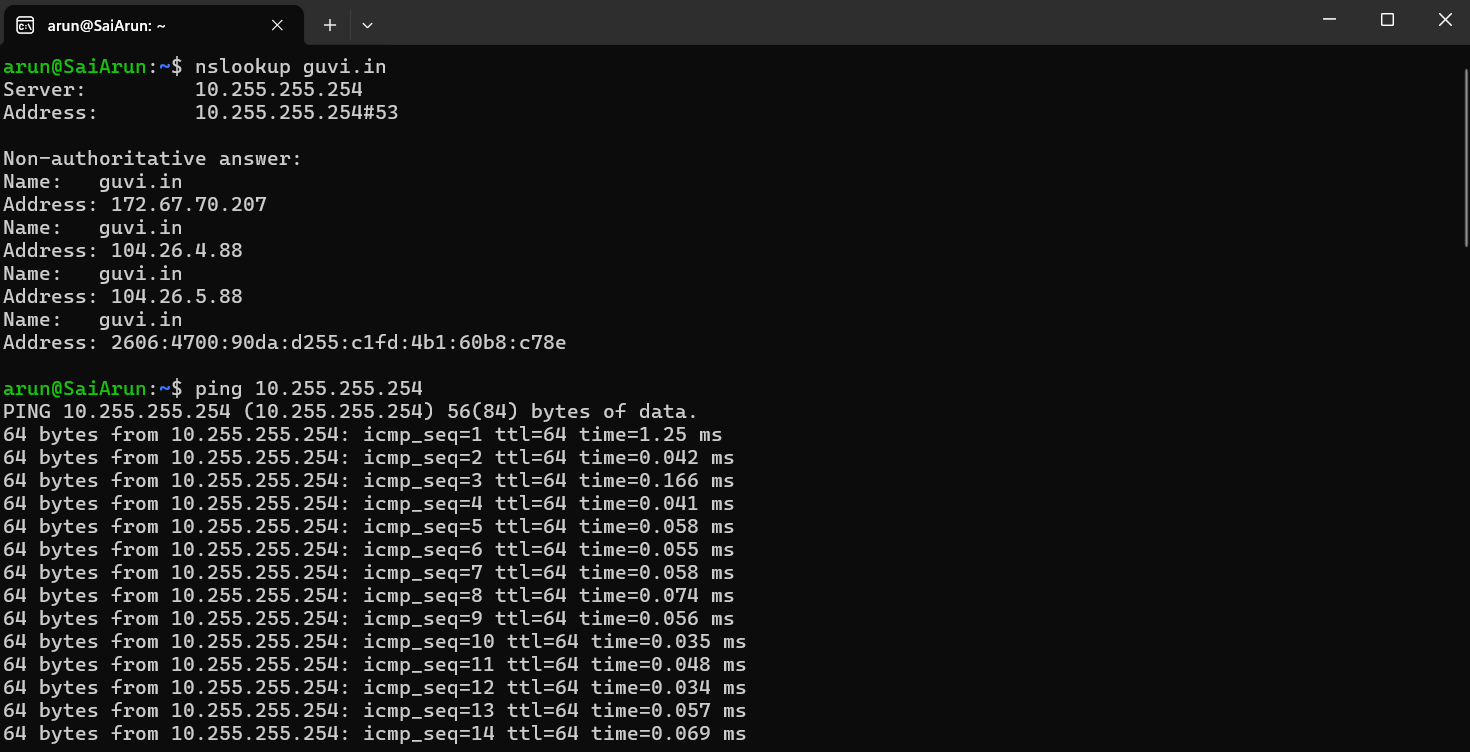 arun@SaiArun: ~
arun@SaiArun:~$ nslookup guvi.in
Server:         10.255.255.254
Address:        10.255.255.254#53
Non-authoritative answer:
Name:   guvi.in
Address: 172.67.70.207
Name:   guvi.in
Address: 104.26.4.88
Name:   guvi.in
Address: 104.26.5.88
Name:   guvi.in
Address: 2606:4700:90da:d255:c1fd:4b1:60b8:c78e
arun@SaiArun:~$ ping 10.255.255.254
PING 10.255.255.254 (10.255.255.254) 56(84) bytes of data.
64 bytes from 10.255.255.254: icmp_seq=1 ttl=64 time=1.25 ms
64 bytes from 10.255.255.254: icmp_seq=2 ttl=64 time=0.042 ms
64 bytes from 10.255.255.254: icmp_seq=3 ttl=64 time=0.166 ms
64 bytes from 10.255.255.254: icmp_seq=4 ttl=64 time=0.041 ms
64 bytes from 10.255.255.254: icmp_seq=5 ttl=64 time=0.058 ms
64 bytes from 10.255.255.254: icmp_seq=6 ttl=64 time=0.055 ms
64 bytes from 10.255.255.254: icmp_seq=7 ttl=64 time=0.058 ms
64 bytes from 10.255.255.254: icmp_seq=8 ttl=64 time=0.074 ms
64 bytes from 10.255.255.254: icmp_seq=9 ttl=64 time=0.056 ms
64 bytes from 10.255.255.254: icmp_seq=10 ttl=64 time=0.035 ms
64 bytes from 10.255.255.254: icmp_seq=11 ttl=64 time=0.048 ms
64 bytes from 10.255.255.254: icmp_seq=12 ttl=64 time=0.034 ms
64 bytes from 10.255.255.254: icmp_seq=13 ttl=64 time=0.057 ms
64 bytes from 10.255.255.254: icmp_seq=14 ttl=64 time=0.069 ms